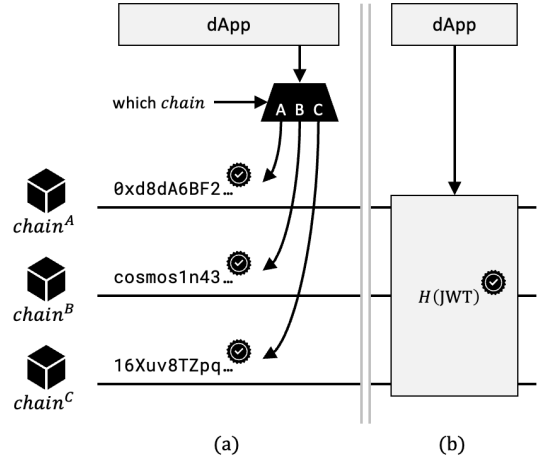 dApp
dApp
which chain
A B C
0xd8dA6BF2…
chainᴬ
cosmos1n43…
H(JWT)
chainᴮ
16Xuv8TZpq…
chainᶜ
(a)
(b)